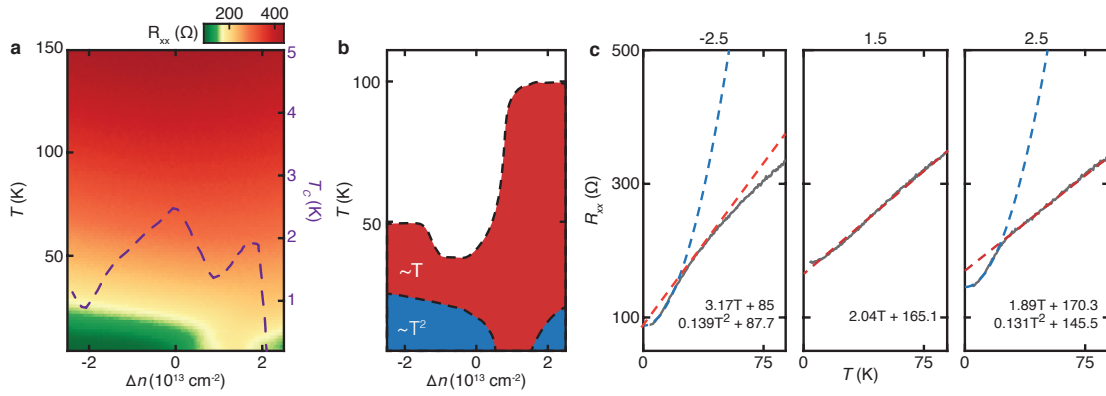 R_xx (Ω) 200 400
a
T (K)
150
100
50
-2 0 2
Δn (10^13 cm^-2)
5
4
3
2
1
T_C (K)
b
T (K)
100
50
~T
~T^2
-2 0 2
Δn (10^13 cm^-2)
c
-2.5 1.5 2.5
R_xx (Ω)
500
300
100
3.17T + 85
0.139T^2 + 87.7
2.04T + 165.1
1.89T + 170.3
0.131T^2 + 145.5
0 75 0 75 0 75
T (K)